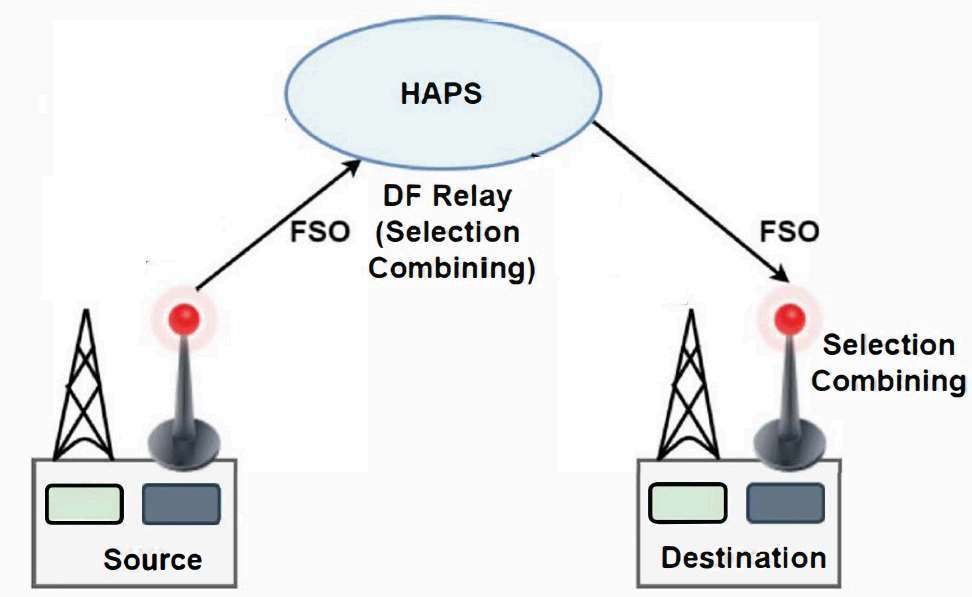 HAPS
DF Relay
FSO (Selection
Combining)
FSO
Selection
Combining
Source
Destination